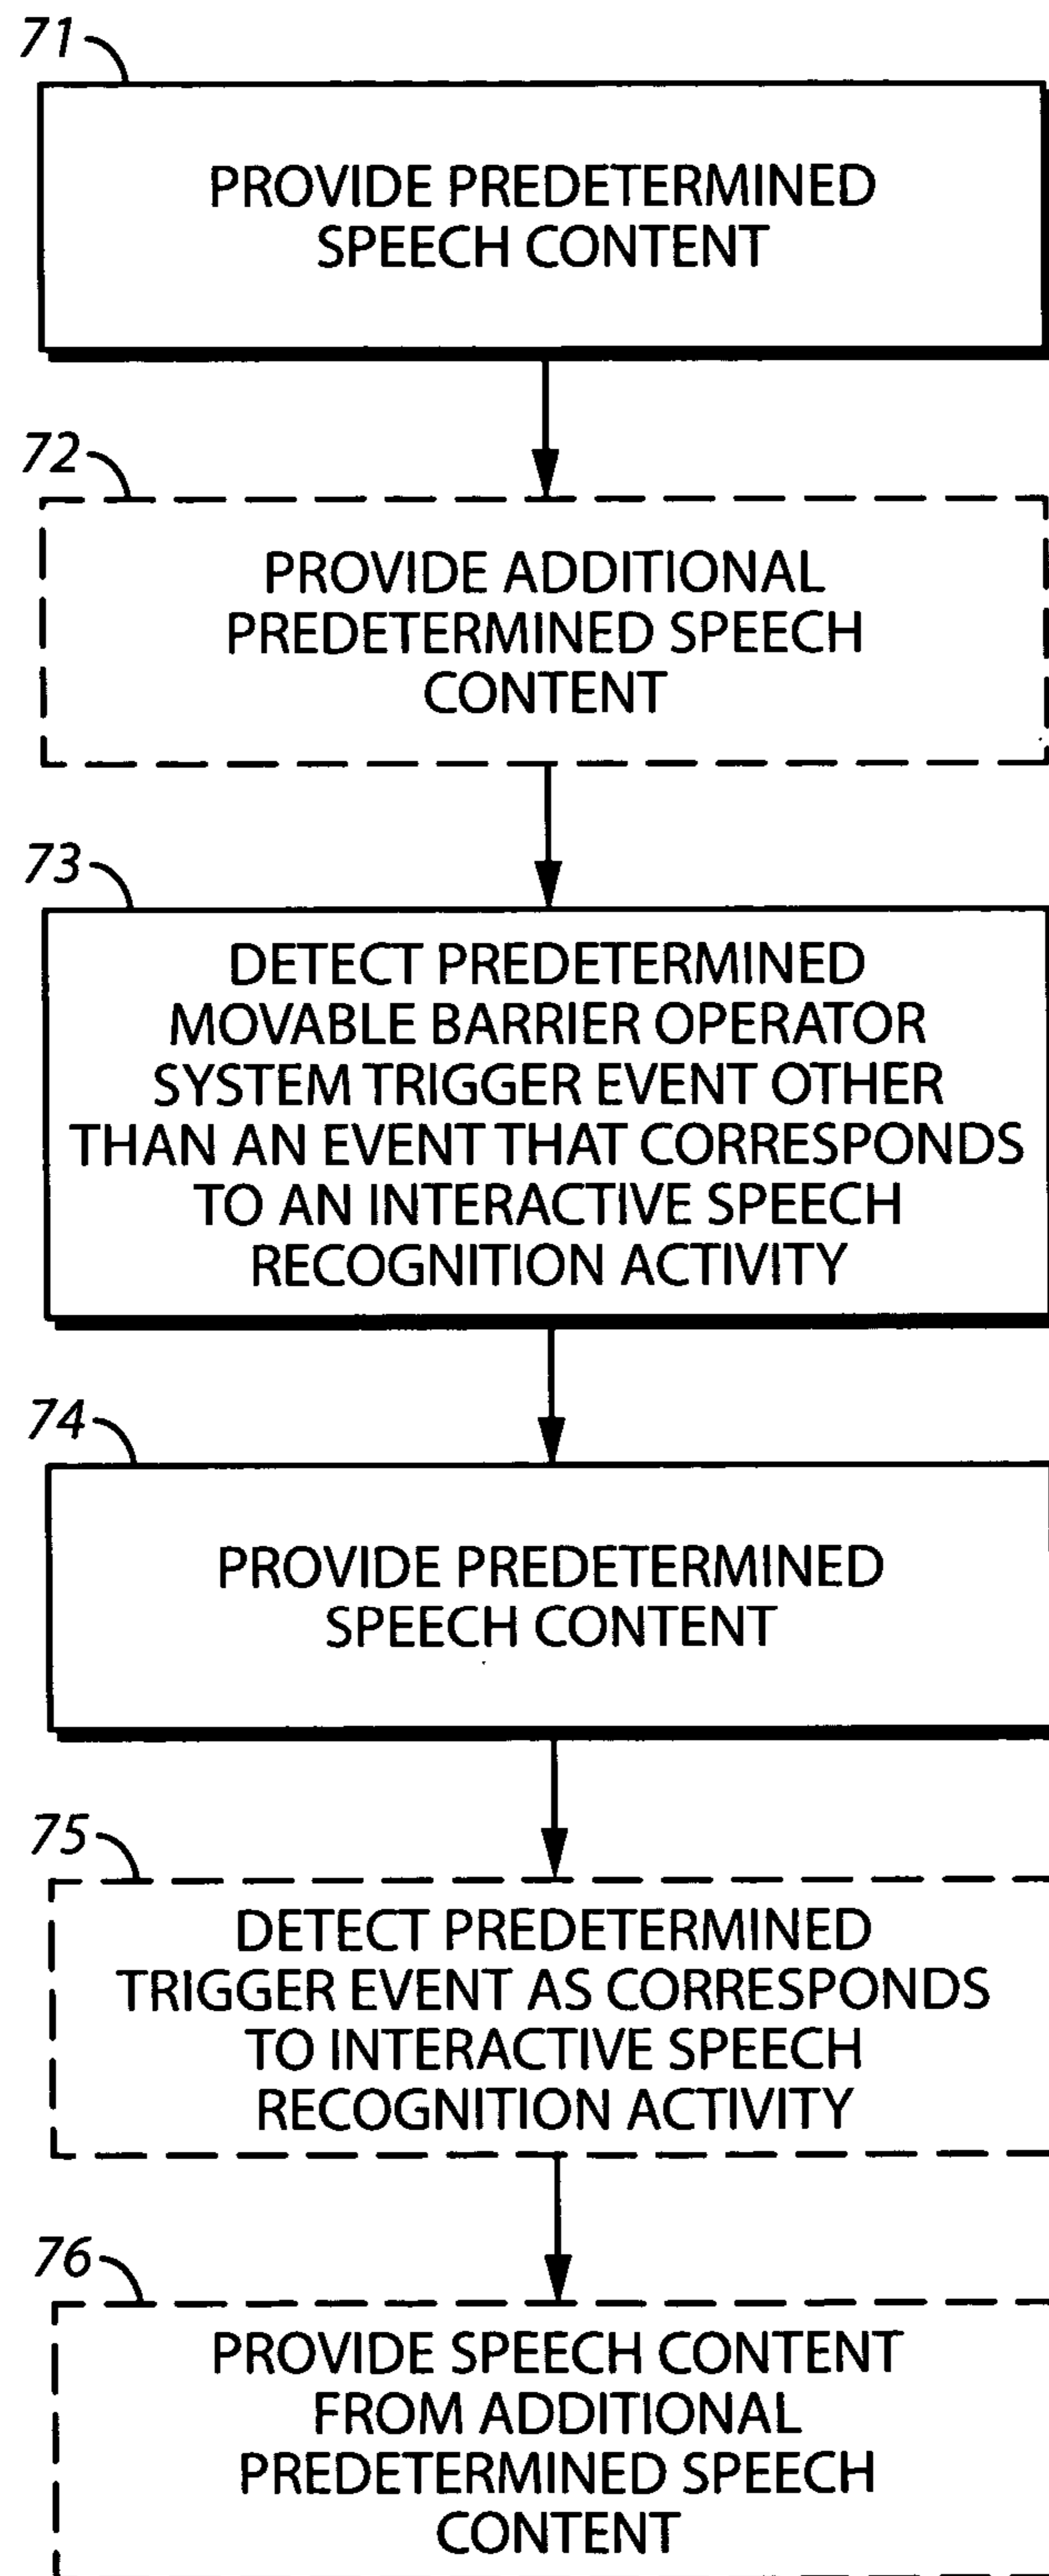 71
PROVIDE PREDETERMINED
SPEECH CONTENT
72
PROVIDE ADDITIONAL
PREDETERMINED SPEECH
CONTENT
73
DETECT PREDETERMINED
MOVABLE BARRIER OPERATOR
SYSTEM TRIGGER EVENT OTHER
THAN AN EVENT THAT CORRESPONDS
TO AN INTERACTIVE SPEECH
RECOGNITION ACTIVITY
74
PROVIDE PREDETERMINED
SPEECH CONTENT
75
DETECT PREDETERMINED
TRIGGER EVENT AS CORRESPONDS
TO INTERACTIVE SPEECH
RECOGNITION ACTIVITY
76
PROVIDE SPEECH CONTENT
FROM ADDITIONAL
PREDETERMINED SPEECH
CONTENT